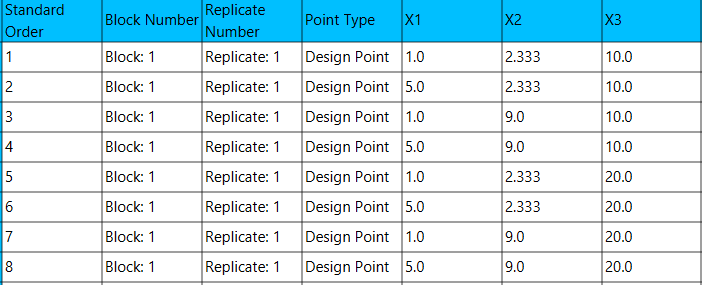 Standard Order Block Number Replicate Number Point Type X1 X2 X3
1 Block: 1 Replicate: 1 Design Point 1.0 2.333 10.0
2 Block: 1 Replicate: 1 Design Point 5.0 2.333 10.0
3 Block: 1 Replicate: 1 Design Point 1.0 9.0 10.0
4 Block: 1 Replicate: 1 Design Point 5.0 9.0 10.0
5 Block: 1 Replicate: 1 Design Point 1.0 2.333 20.0
6 Block: 1 Replicate: 1 Design Point 5.0 2.333 20.0
7 Block: 1 Replicate: 1 Design Point 1.0 9.0 20.0
8 Block: 1 Replicate: 1 Design Point 5.0 9.0 20.0